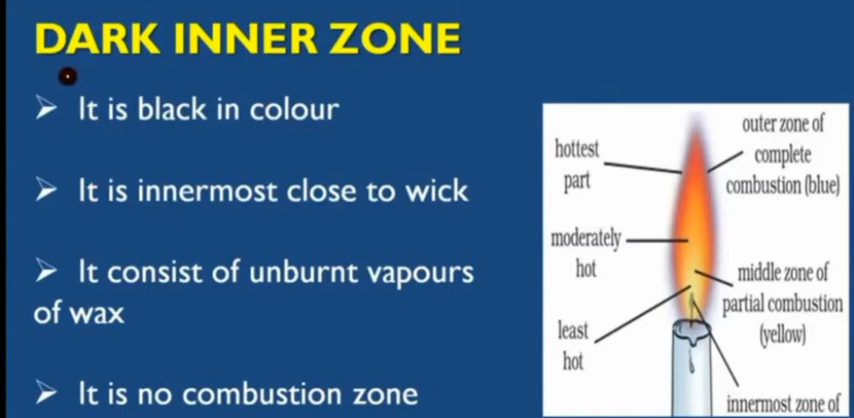 DARK INNER ZONE
➢ It is black in colour
➢ It is innermost close to wick
➢ It consist of unburnt vapours
of wax
➢ It is no combustion zone
hottest
part
moderately
hot
least
hot
outer zone of
complete
combustion (blue)
middle zone of
partial combustion
(yellow)
innermost zone of